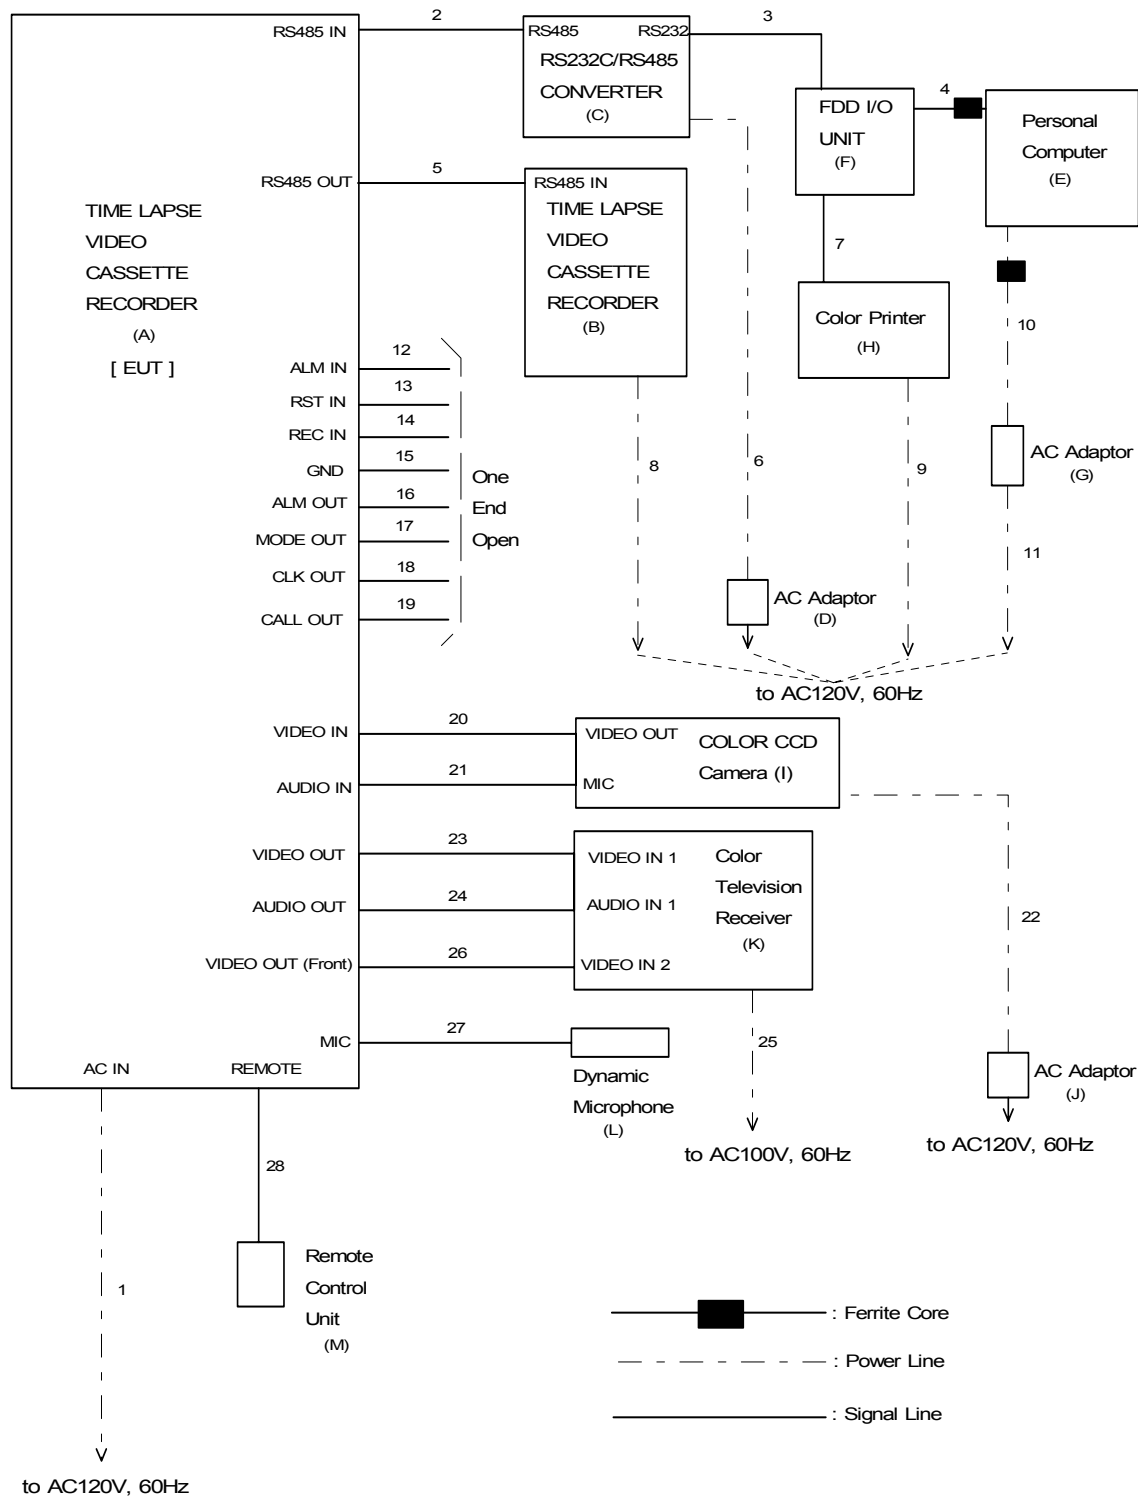 2
3
RS485 IN
RS485
RS232
RS232C/RS485
CONVERTER
(C)
4
FDD I/O
UNIT
(F)
Personal
Computer
(E)
5
RS485 OUT
RS485 IN
TIME LAPSE
VIDEO
CASSETTE
RECORDER
(A)
[ EUT ]
TIME LAPSE
VIDEO
CASSETTE
RECORDER
(B)
7
Color Printer
(H)
10
12
ALM IN
13
RST IN
14
REC IN
15
GND
16
ALM OUT
17
MODE OUT
18
CLK OUT
19
CALL OUT
One
End
Open
8
6
9
AC Adaptor
(G)
11
AC Adaptor
(D)
to AC120V, 60Hz
20
VIDEO IN
VIDEO OUT
COLOR CCD
Camera (I)
21
AUDIO IN
MIC
23
VIDEO OUT
VIDEO IN 1
Color
Television
Receiver
(K)
24
AUDIO OUT
AUDIO IN 1
22
26
VIDEO OUT (Front)
VIDEO IN 2
27
MIC
25
AC IN
REMOTE
Dynamic
Microphone
(L)
AC Adaptor
(J)
to AC100V, 60Hz
to AC120V, 60Hz
28
Remote
Control
Unit
(M)
1
: Ferrite Core
: Power Line
: Signal Line
to AC120V, 60Hz